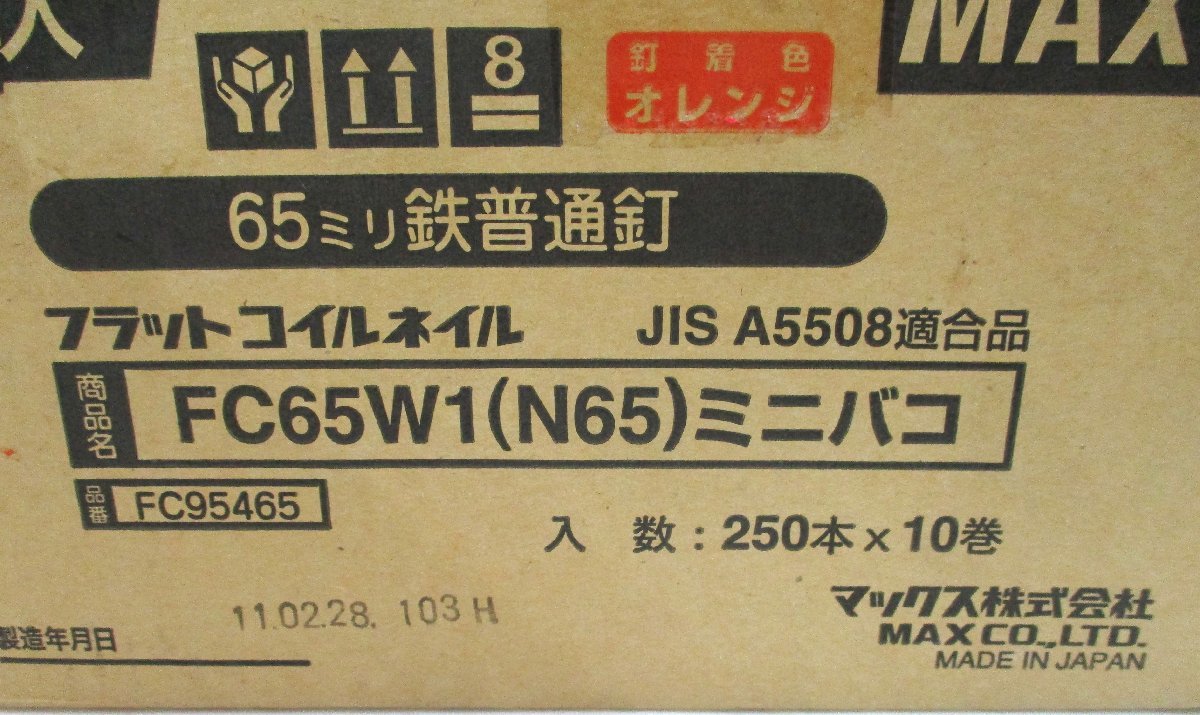 入
MAX
8
釘着色
オレンジ
65ミリ鉄普通釘
フラットコイルネイル JIS A5508適合品
商品名 FC65W1(N65)ミニバコ
品番 FC95465
入 数 : 250本 x 10巻
11.02.28. 103 H
製造年月日
マックス株式会社
MAX CO.,LTD.
MADE IN JAPAN